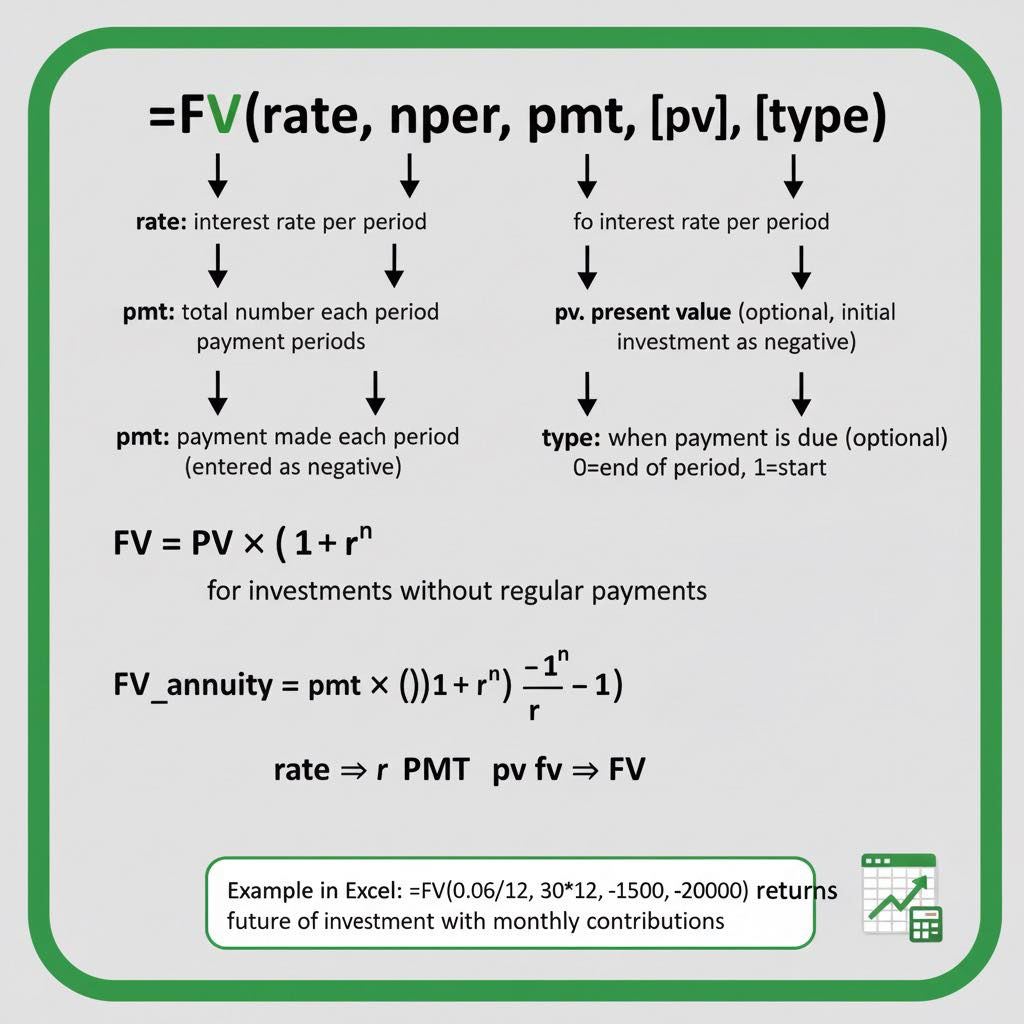 =FV(rate, nper, pmt, [pv], [type)
rate: interest rate per period
fo interest rate per period
pmt: total number each period
payment periods
pv. present value (optional, initial
investment as negative)
pmt: payment made each period
(entered as negative)
type: when payment is due (optional)
0=end of period, 1=start
FV = PV × ( 1 + rⁿ
for investments without regular payments
FV_annuity = pmt × ())1 + rⁿ) −1ⁿ/r − 1)
rate ⇒ r PMT pv fv ⇒ FV
Example in Excel: =FV(0.06/12, 30*12, -1500, -20000) returns
future of investment with monthly contributions